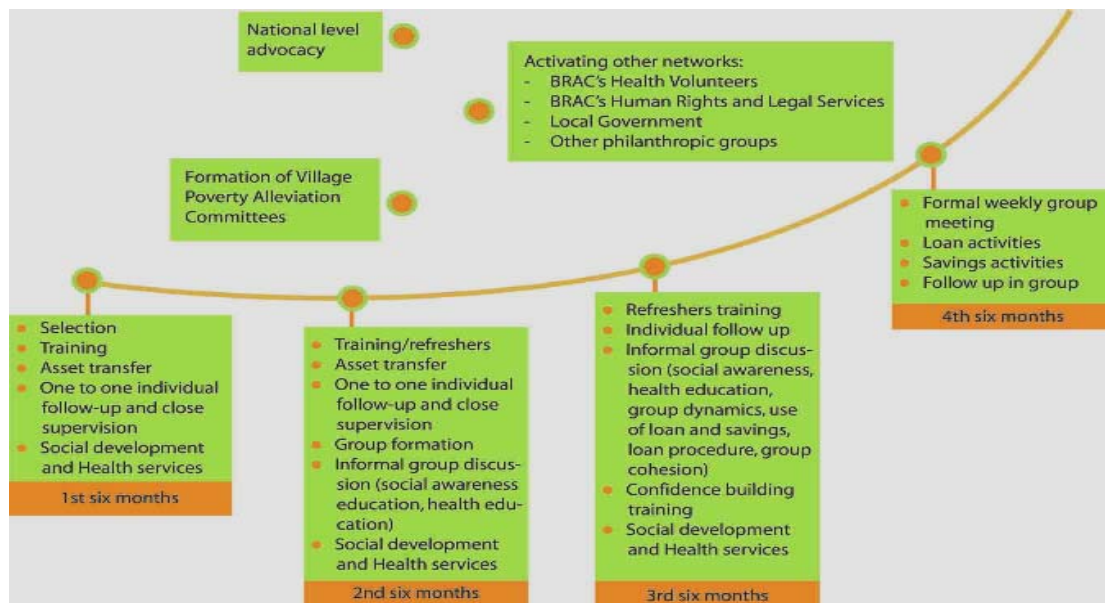 National level
advocacy
Activating other networks:
- BRAC's Health Volunteers
- BRAC's Human Rights and Legal Services
- Local Government
- Other philanthropic groups
Formation of Village
Poverty Alleviation
Committees
Selection
Training
Asset transfer
One to one individual
follow-up and close
supervision
Social development
and Health services
1st six months
Training/refreshers
Asset transfer
One to one individual
follow-up and close
supervision
Group formation
Informal group discus-
sion (social awareness
education, health edu-
cation)
Social development
and Health services
2nd six months
Refreshers training
Individual follow up
Informal group discus-
sion (social awareness,
health education,
group dynamics, use
of loan and savings,
loan procedure, group
cohesion)
Confidence building
training
Social development
and Health services
3rd six months
Formal weekly group
meeting
Loan activities
Savings activities
Follow up in group
4th six months